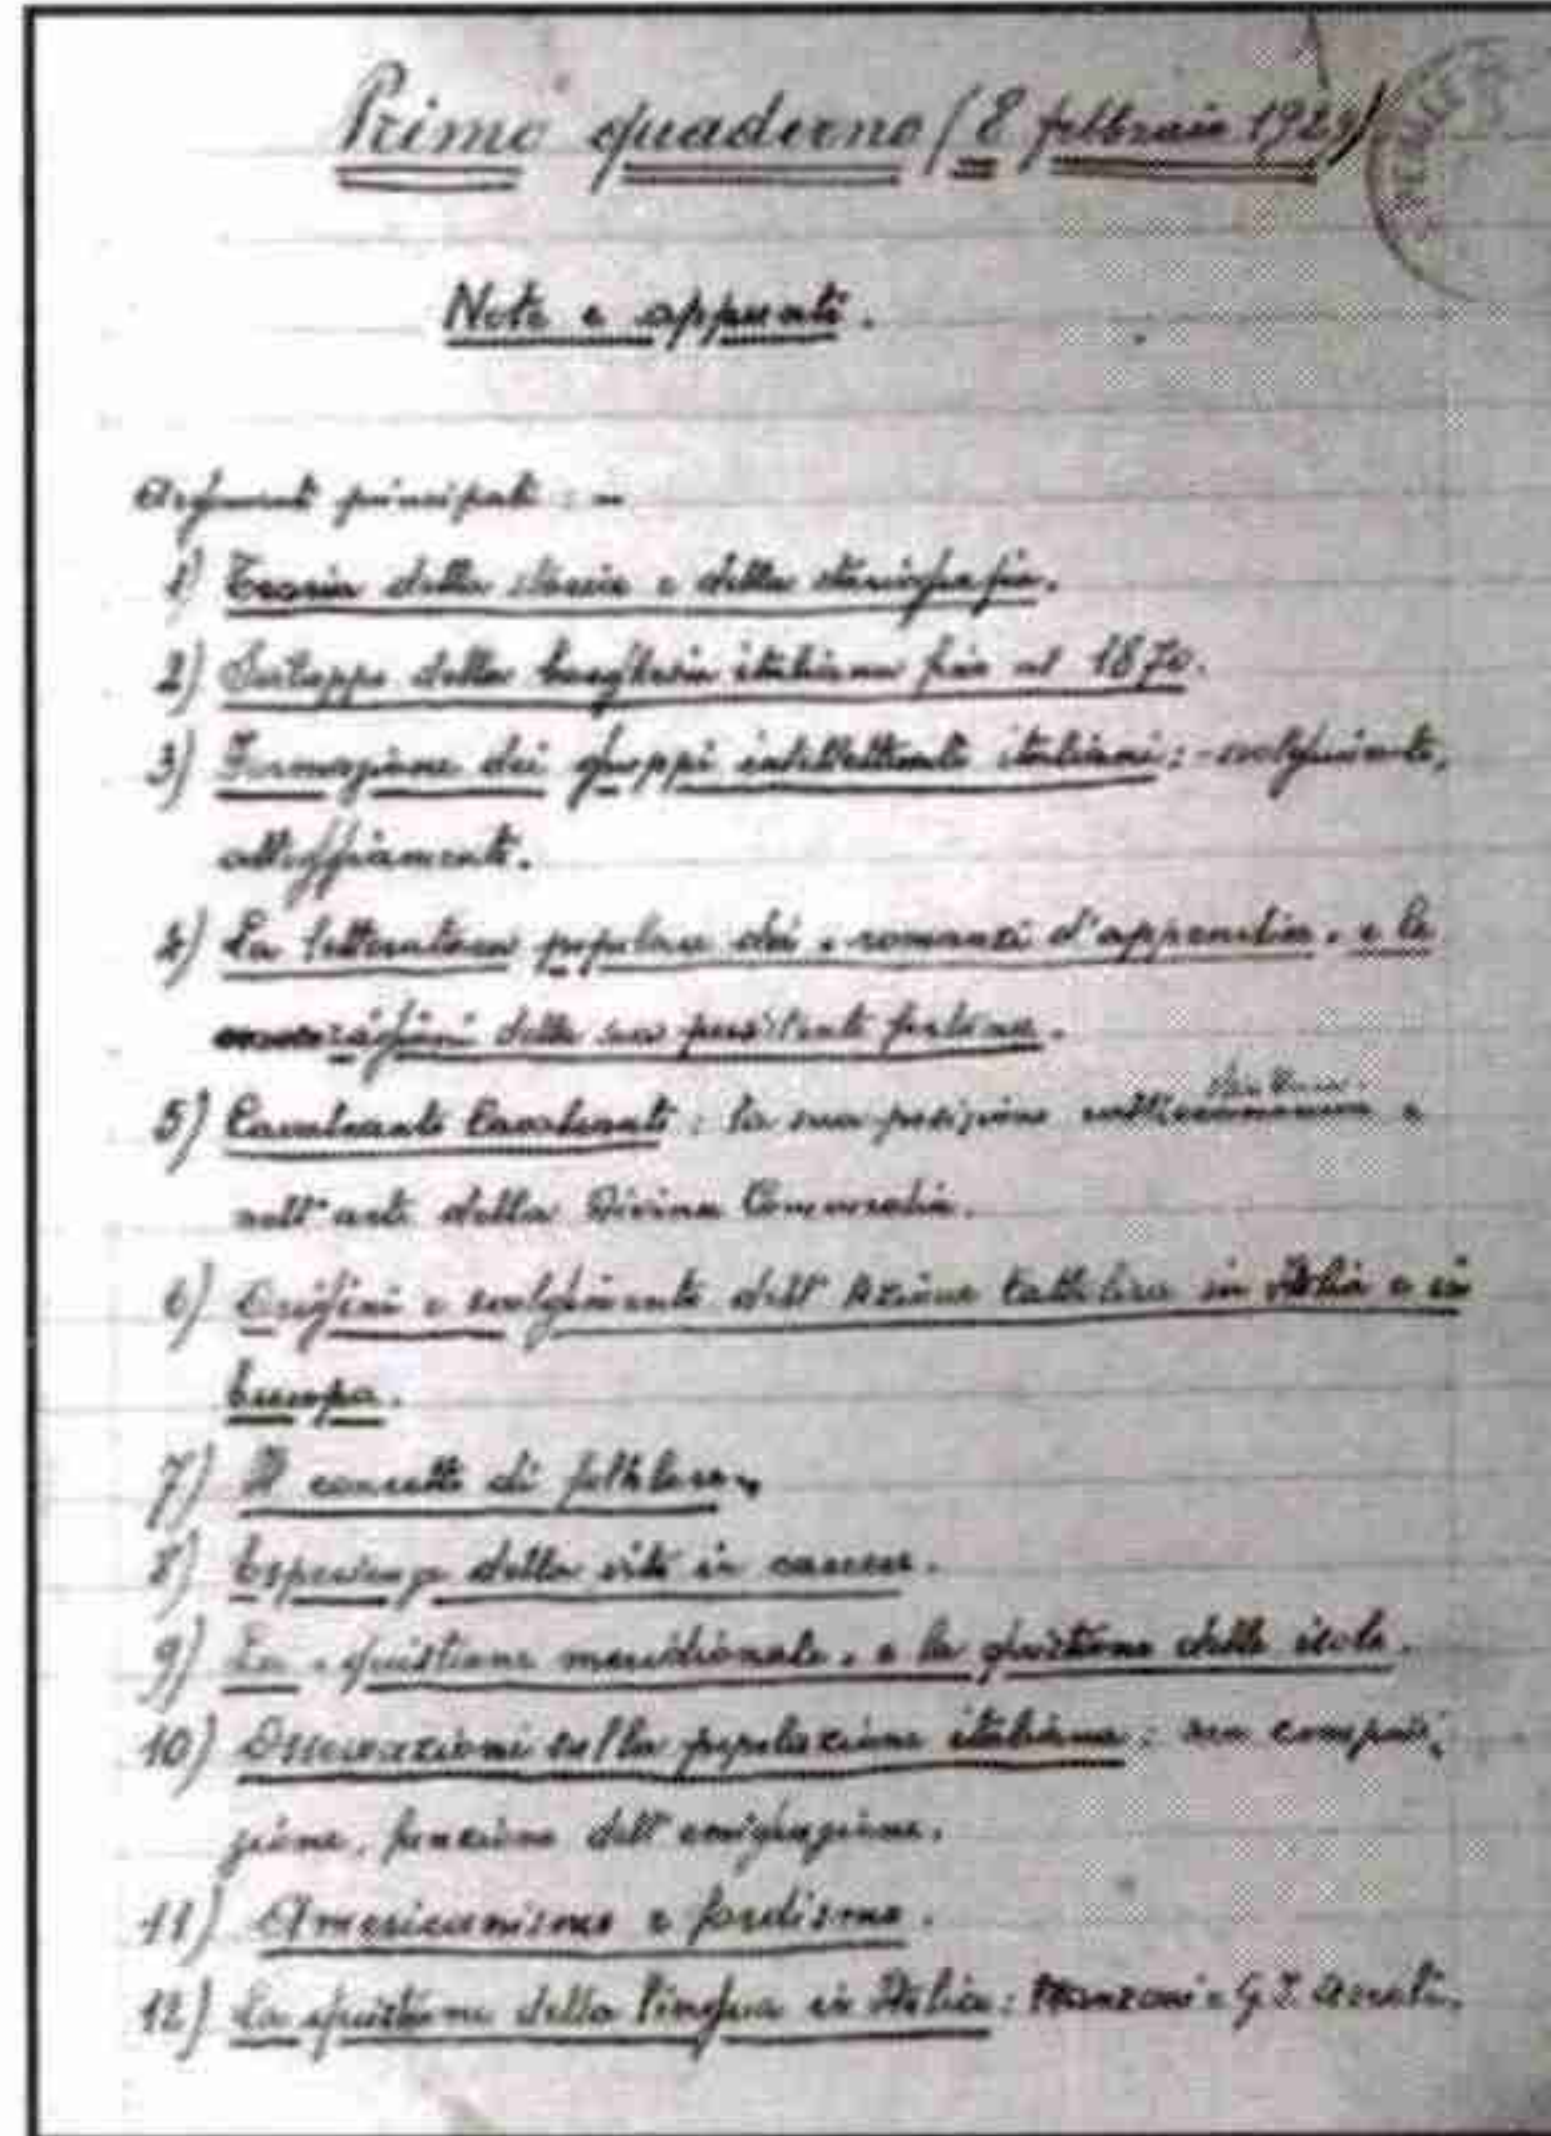 Primo quaderno (8 febbraio 1929)
Note e appunti.
Argomenti principali: –
1) Teoria della storia e della storiografia.
2) Sviluppo della borghesia italiana fino al 1870.
3) Formazione dei gruppi intellettuali italiani: – svolgimento,
atteggiamenti.
4) La letteratura popolare dei «romanzi d'appendice» e le
ragioni della sua persistente fortuna.
5) Cavalcante Cavalcanti: la sua posizione nella struttura e
nell'arte della Divina Commedia.
6) Origini e svolgimento dell'Azione Cattolica in Italia e in
Europa.
7) Il concetto di folklore.
8) Esperienze della vita in carcere.
9) La «quistione meridionale» e la quistione delle isole.
10) Osservazioni sulla popolazione italiana: sua composi-
zione, funzione dell'emigrazione.
11) Americanismo e fordismo.
12) La quistione della lingua in Italia: Manzoni e G. I. Ascoli.